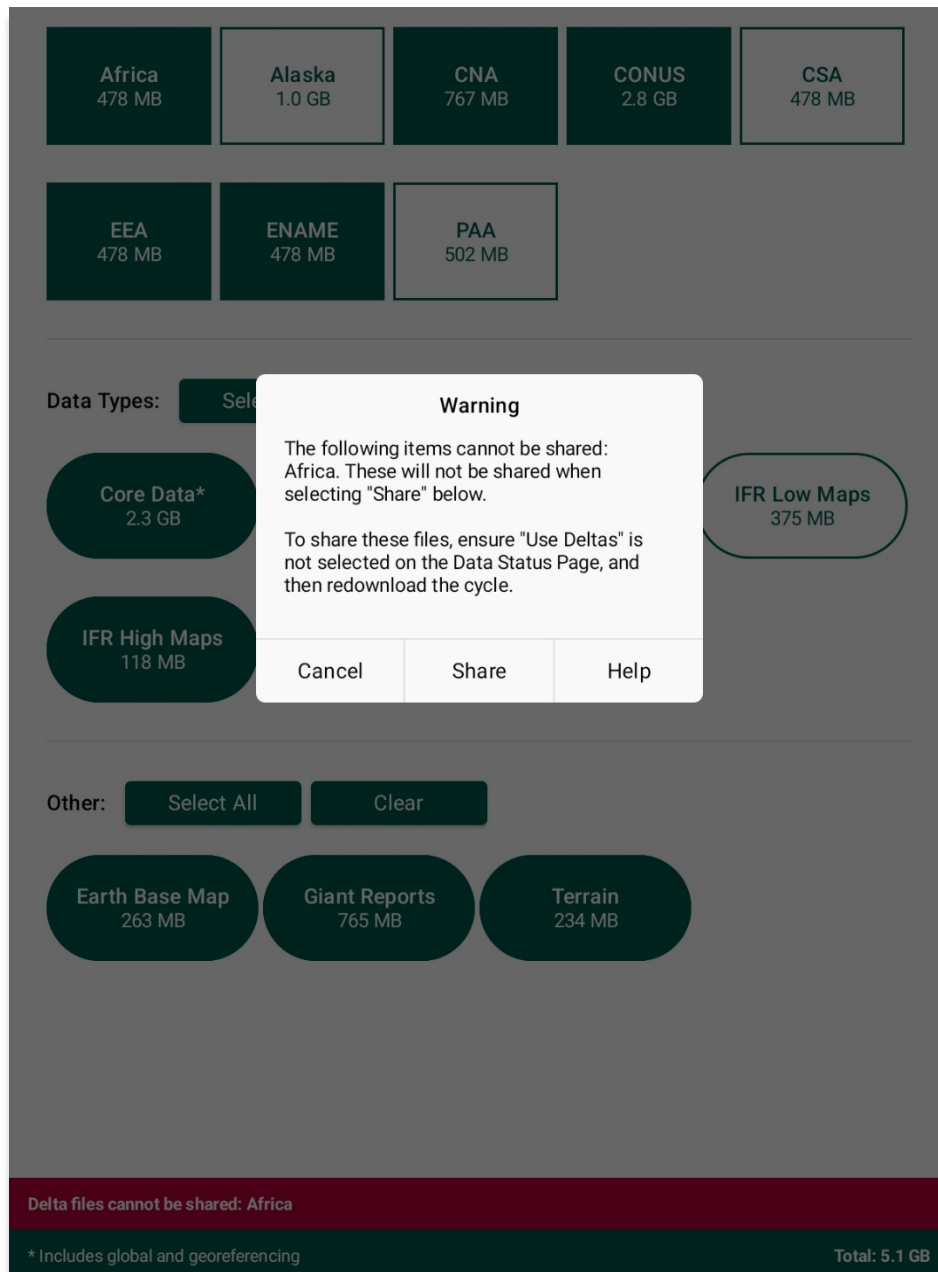 Africa
478 MB
Alaska
1.0 GB
CNA
767 MB
CONUS
2.8 GB
CSA
478 MB
EEA
478 MB
ENAME
478 MB
PAA
502 MB
Data Types:
Sele
Warning
The following items cannot be shared:
Africa. These will not be shared when
selecting "Share" below.
To share these files, ensure "Use Deltas" is
not selected on the Data Status Page, and
then redownload the cycle.
Cancel
Share
Help
Core Data*
2.3 GB
IFR Low Maps
375 MB
IFR High Maps
118 MB
Other:
Select All
Clear
Earth Base Map
263 MB
Giant Reports
765 MB
Terrain
234 MB
Delta files cannot be shared: Africa
* Includes global and georeferencing
Total: 5.1 GB